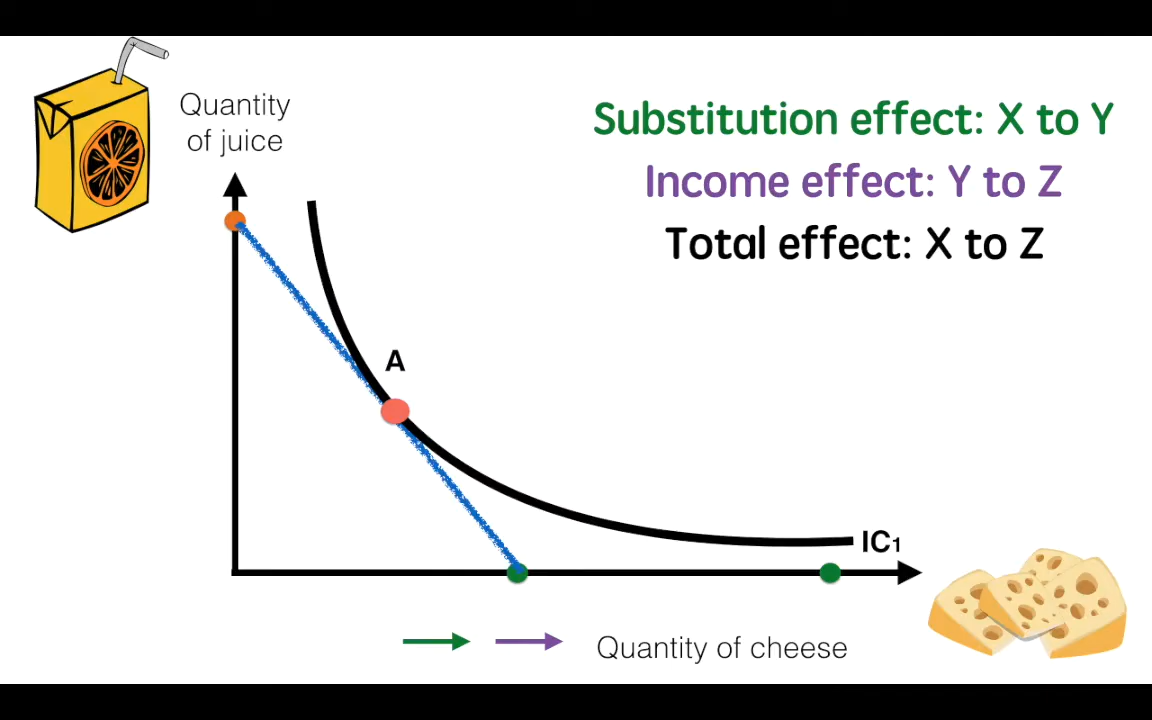 Quantity
of juice
Substitution effect: X to Y
Income effect: Y to Z
Total effect: X to Z
A
IC₁
Quantity of cheese